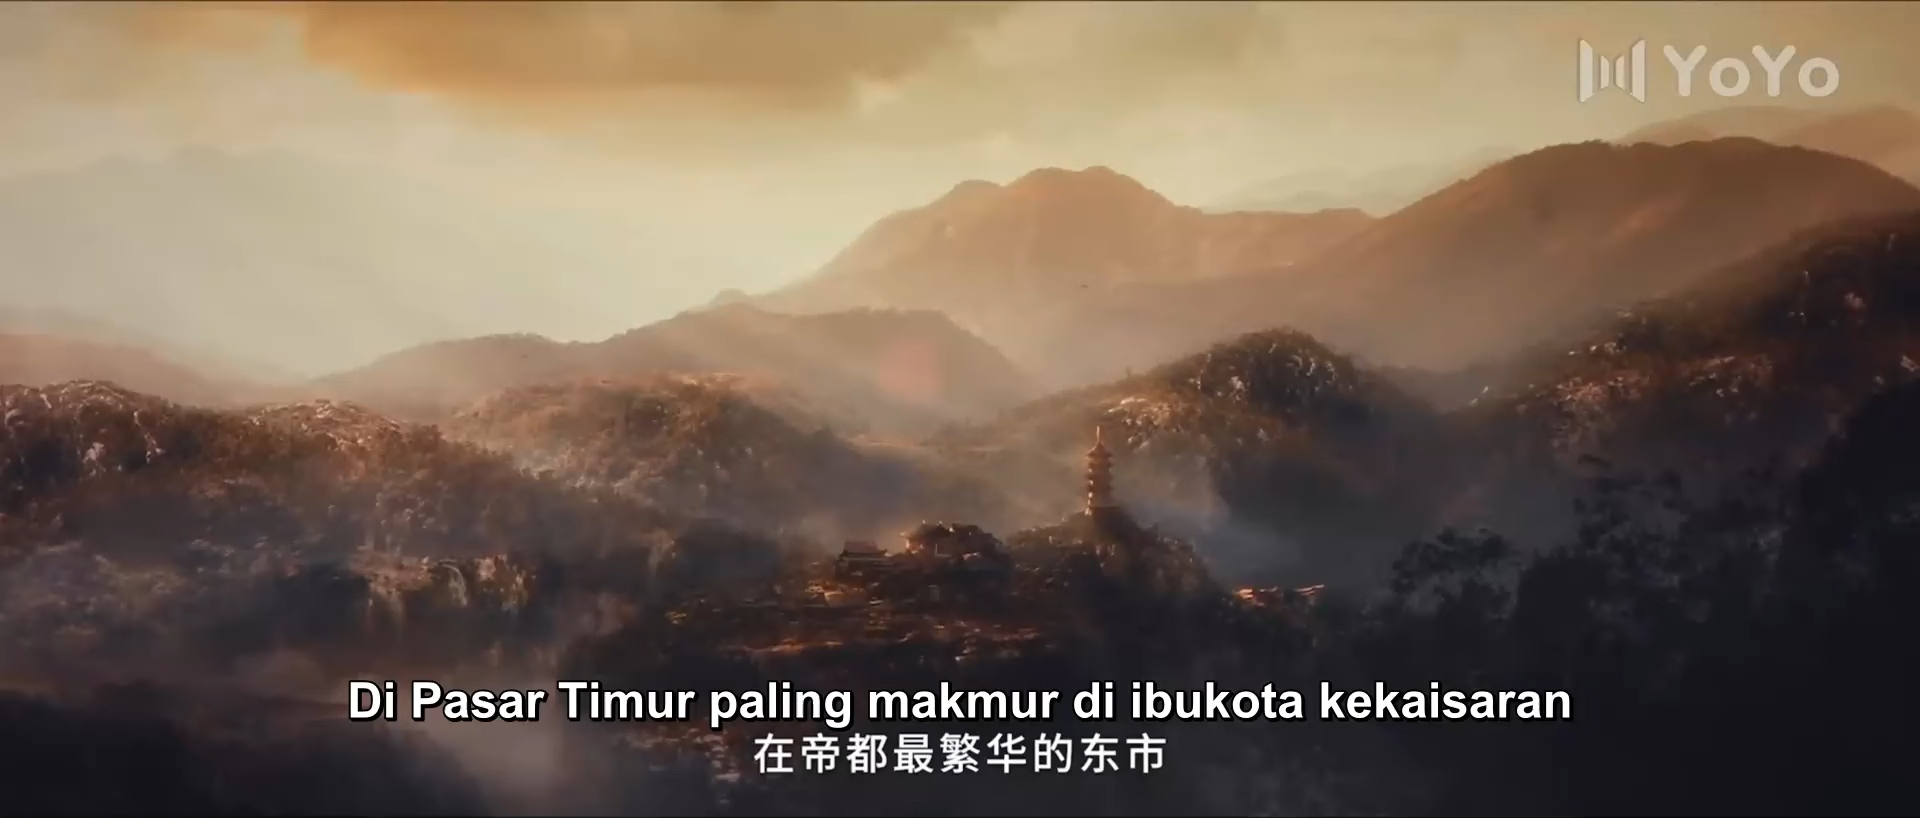 YoYo
Di Pasar Timur paling makmur di ibukota kekaisaran
在帝都最繁华的东市